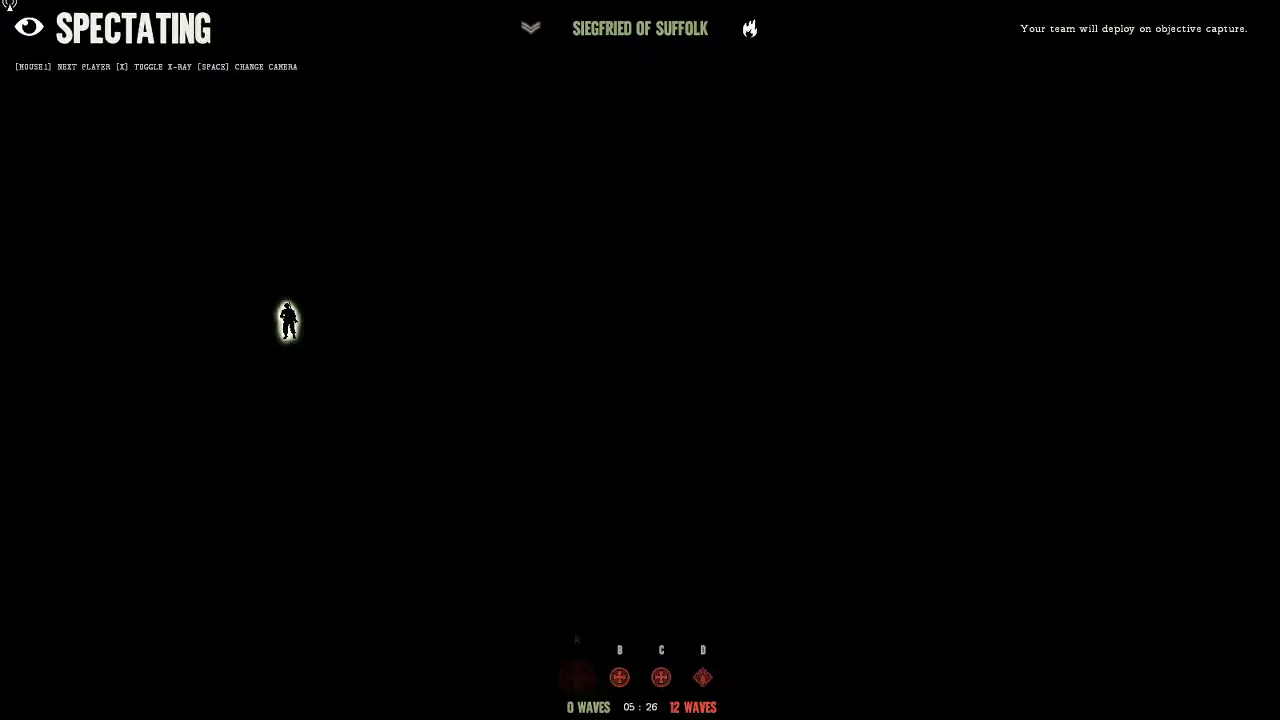 SPECTATING
SIEGFRIED OF SUFFOLK
Your team will deploy on objective capture.
[MOUSE1] NEXT PLAYER [X] TOGGLE X-RAY [SPACE] CHANGE CAMERA
A B C D
0 WAVES 05 : 26 12 WAVES